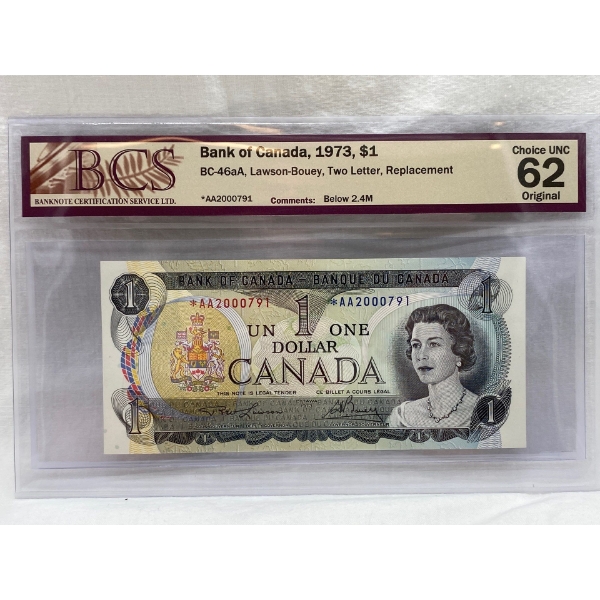 BCS
BANKNOTE CERTIFICATION SERVICE LTD.
Bank of Canada, 1973, $1
BC-46aA, Lawson-Bouey, Two Letter, Replacement
*AA2000791 Comments: Below 2.4M
Choice UNC
62
Original
1 BANK OF CANADA - BANQUE DU CANADA 1
*AA2000791 *AA2000791
UN 1 ONE
DOLLAR
CANADA
THIS NOTE IS LEGAL TENDER CE BILLET A COURS LEGAL
OTTAWA
1 1